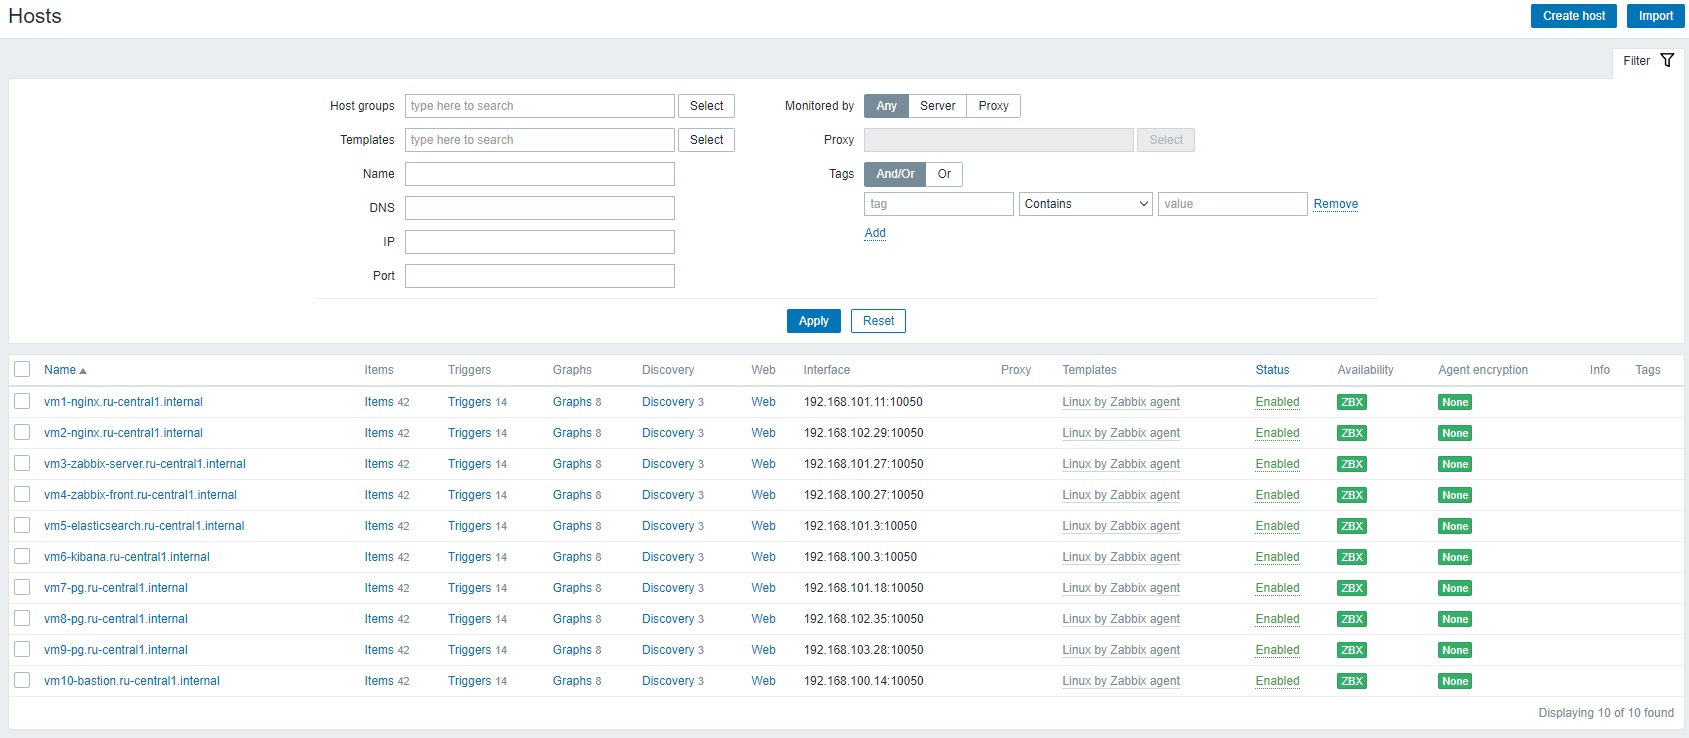 Hosts Create host Import
Filter
Host groups type here to search Select Monitored by Any Server Proxy
Templates type here to search Select Proxy Select
Name Tags And/Or Or
DNS tag Contains value Remove
IP Add
Port
Apply Reset
Name Items Triggers Graphs Discovery Web Interface Proxy Templates Status Availability Agent encryption Info Tags
vm1-nginx.ru-central1.internal Items 42 Triggers 14 Graphs 8 Discovery 3 Web 192.168.101.11:10050 Linux by Zabbix agent Enabled ZBX None
vm2-nginx.ru-central1.internal Items 42 Triggers 14 Graphs 8 Discovery 3 Web 192.168.102.29:10050 Linux by Zabbix agent Enabled ZBX None
vm3-zabbix-server.ru-central1.internal Items 42 Triggers 14 Graphs 8 Discovery 3 Web 192.168.101.27:10050 Linux by Zabbix agent Enabled ZBX None
vm4-zabbix-front.ru-central1.internal Items 42 Triggers 14 Graphs 8 Discovery 3 Web 192.168.100.27:10050 Linux by Zabbix agent Enabled ZBX None
vm5-elasticsearch.ru-central1.internal Items 42 Triggers 14 Graphs 8 Discovery 3 Web 192.168.101.3:10050 Linux by Zabbix agent Enabled ZBX None
vm6-kibana.ru-central1.internal Items 42 Triggers 14 Graphs 8 Discovery 3 Web 192.168.100.3:10050 Linux by Zabbix agent Enabled ZBX None
vm7-pg.ru-central1.internal Items 42 Triggers 14 Graphs 8 Discovery 3 Web 192.168.101.18:10050 Linux by Zabbix agent Enabled ZBX None
vm8-pg.ru-central1.internal Items 42 Triggers 14 Graphs 8 Discovery 3 Web 192.168.102.35:10050 Linux by Zabbix agent Enabled ZBX None
vm9-pg.ru-central1.internal Items 42 Triggers 14 Graphs 8 Discovery 3 Web 192.168.103.28:10050 Linux by Zabbix agent Enabled ZBX None
vm10-bastion.ru-central1.internal Items 42 Triggers 14 Graphs 8 Discovery 3 Web 192.168.100.14:10050 Linux by Zabbix agent Enabled ZBX None
Displaying 10 of 10 found